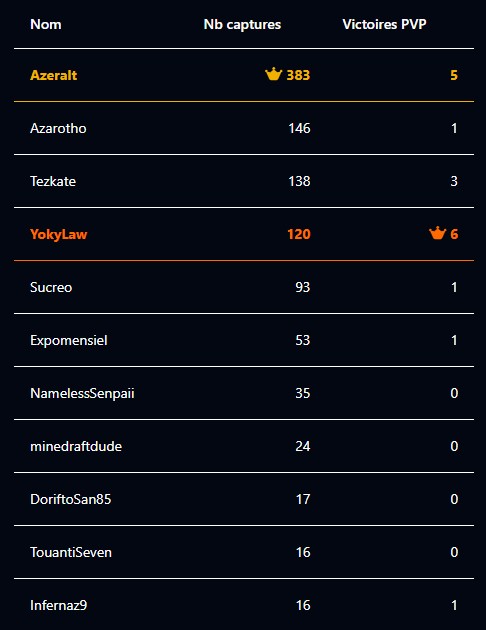 Nom Nb captures Victoires PVP
Azeralt 383 5
Azarotho 146 1
Tezkate 138 3
YokyLaw 120 6
Sucreo 93 1
Expomensiel 53 1
NamelessSenpaii 35 0
minedraftdude 24 0
DoriftoSan85 17 0
TouantiSeven 16 0
Infernaz9 16 1